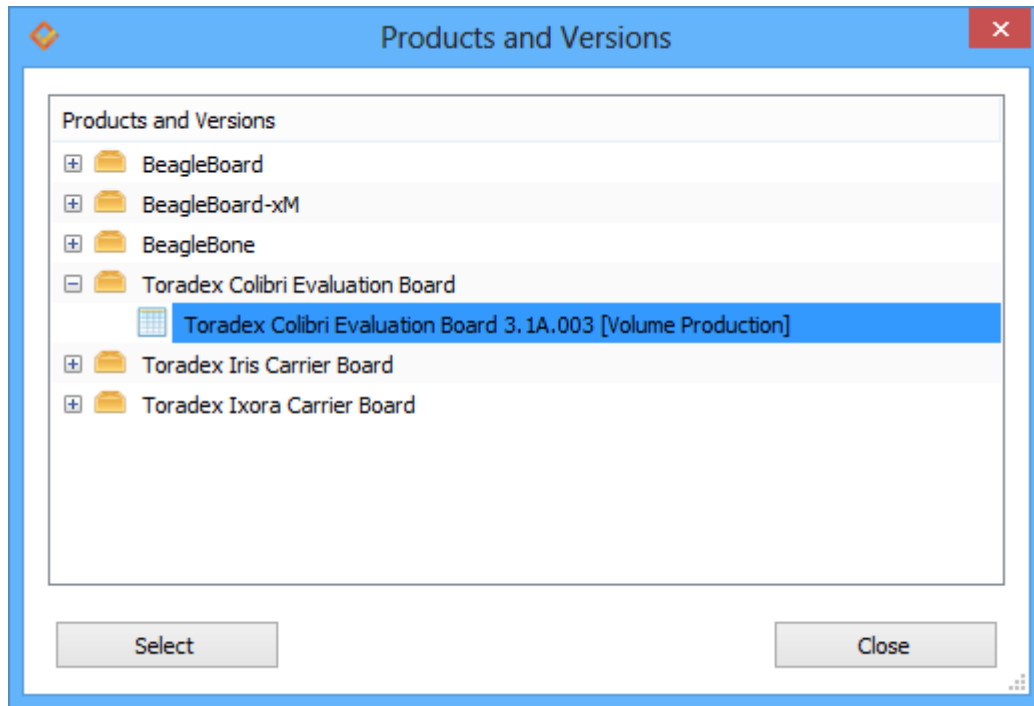 Products and Versions
Products and Versions
BeagleBoard
BeagleBoard-xM
BeagleBone
Toradex Colibri Evaluation Board
Toradex Colibri Evaluation Board 3.1A.003 [Volume Production]
Toradex Iris Carrier Board
Toradex Ixora Carrier Board
Select
Close